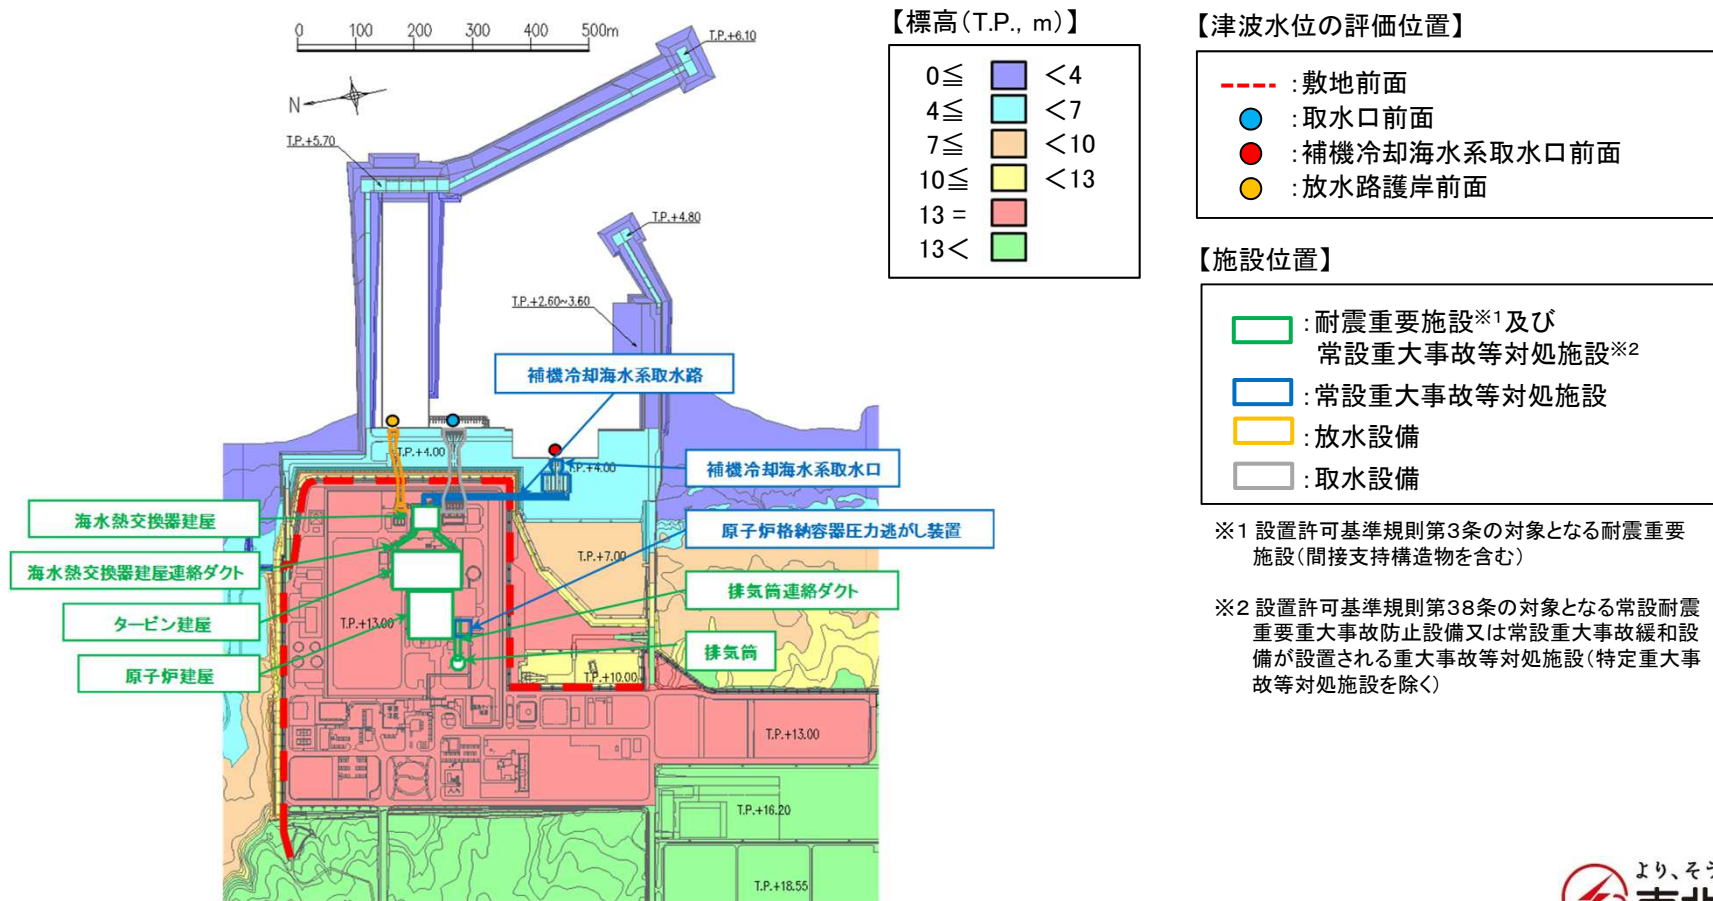 0 100 200 300 400 500m
N
T.P.+6.10
T.P.+5.70
T.P.+4.80
T.P.+2.60~3.60
補機冷却海水系取水路
T.P.+4.00
T.P.+4.00
補機冷却海水系取水口
海水熱交換器建屋
原子炉格納容器圧力逃がし装置
T.P.+7.00
海水熱交換器建屋連絡ダクト
排気筒連絡ダクト
タービン建屋
T.P.+13.00
排気筒
原子炉建屋
T.P.+10.00
T.P.+13.00
T.P.+16.20
T.P.+18.55
【標高(T.P., m)】
0≦ <4
4≦ <7
7≦ <10
10≦ <13
13 =
13<
【津波水位の評価位置】
:敷地前面
:取水口前面
:補機冷却海水系取水口前面
:放水路護岸前面
【施設位置】
:耐震重要施設※1及び
常設重大事故等対処施設※2
:常設重大事故等対処施設
:放水設備
:取水設備
※1 設置許可基準規則第3条の対象となる耐震重要
施設(間接支持構造物を含む)
※2 設置許可基準規則第38条の対象となる常設耐震
重要重大事故防止設備又は常設重大事故緩和設
備が設置される重大事故等対処施設(特定重大事
故等対処施設を除く)
より、そう
東北